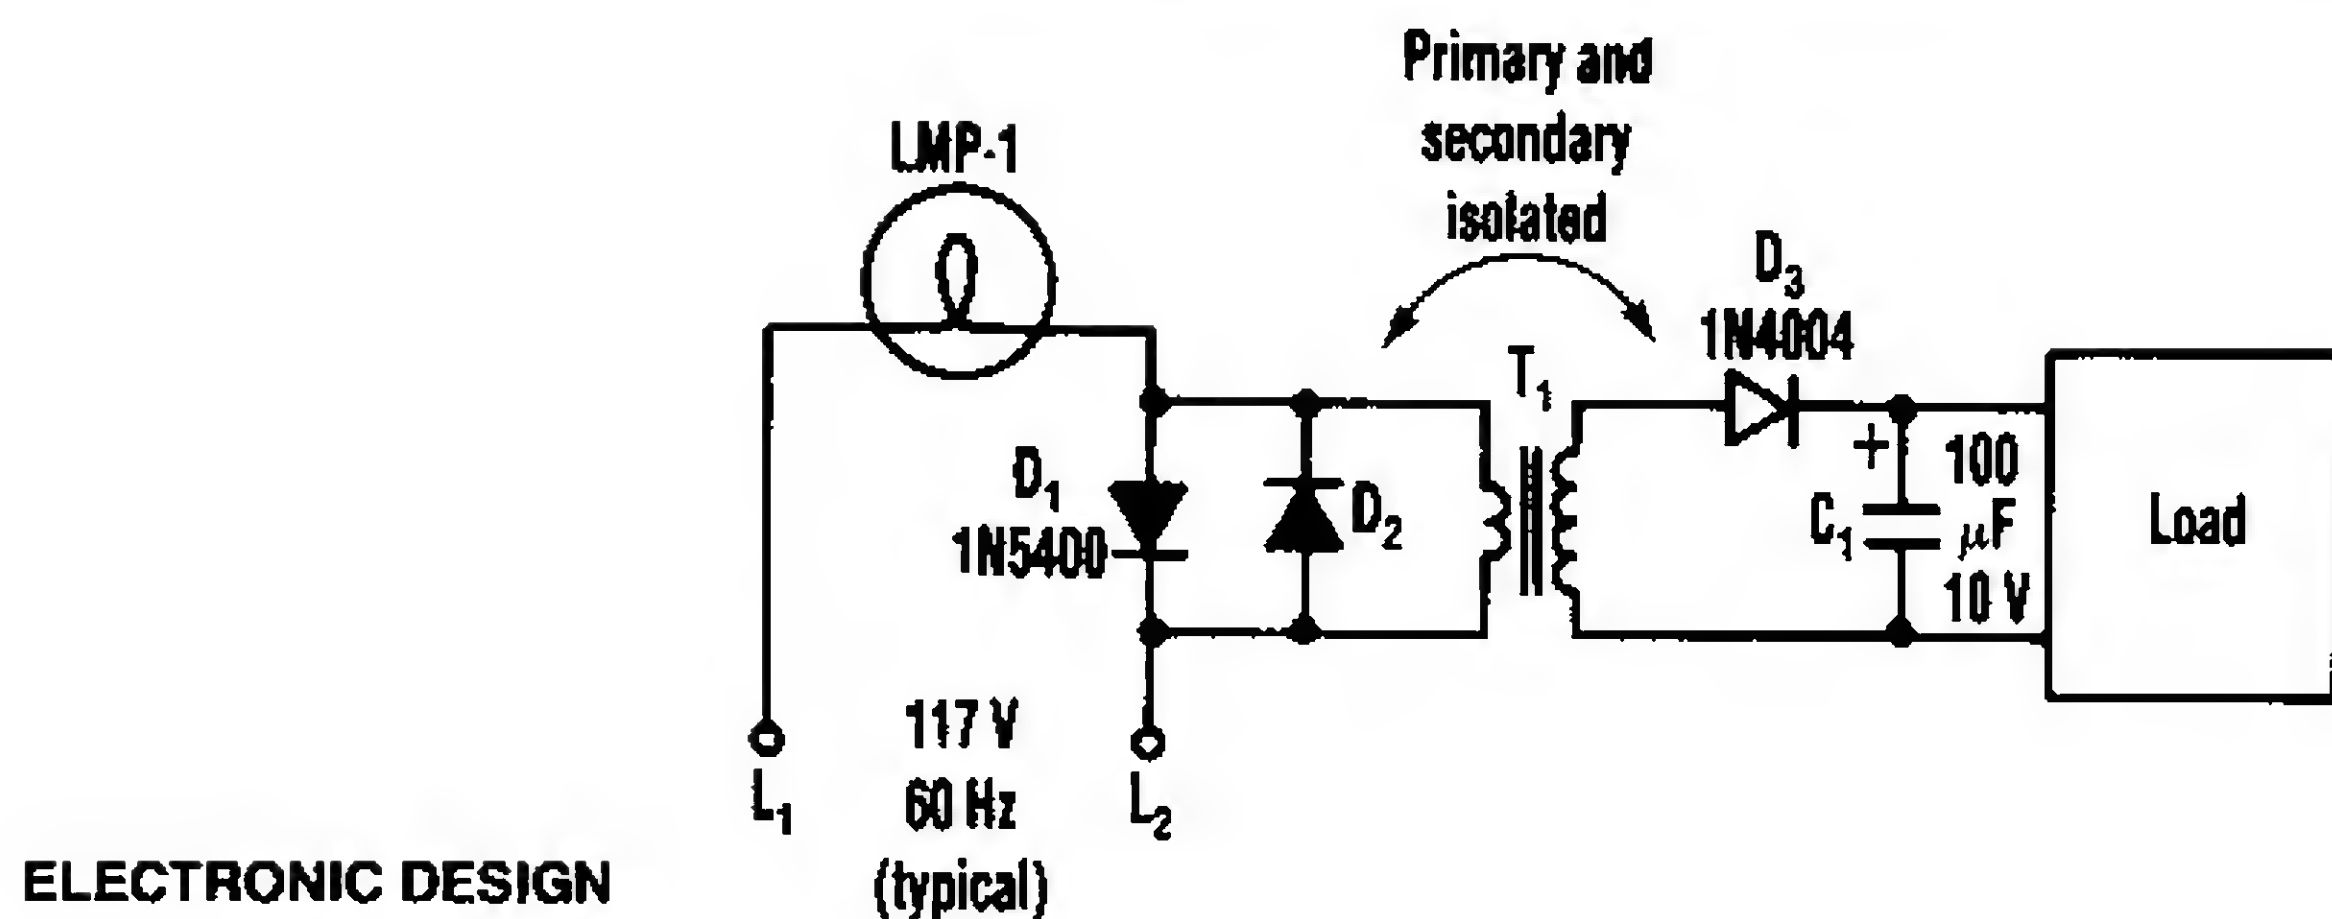 Primary and
secondary
isolated
LMP-1
D3
1N4004
T1
D1
1N5400
D2
+
100
μF
10 V
C1
Load
117 V
60 Hz
(typical)
L1
L2
ELECTRONIC DESIGN